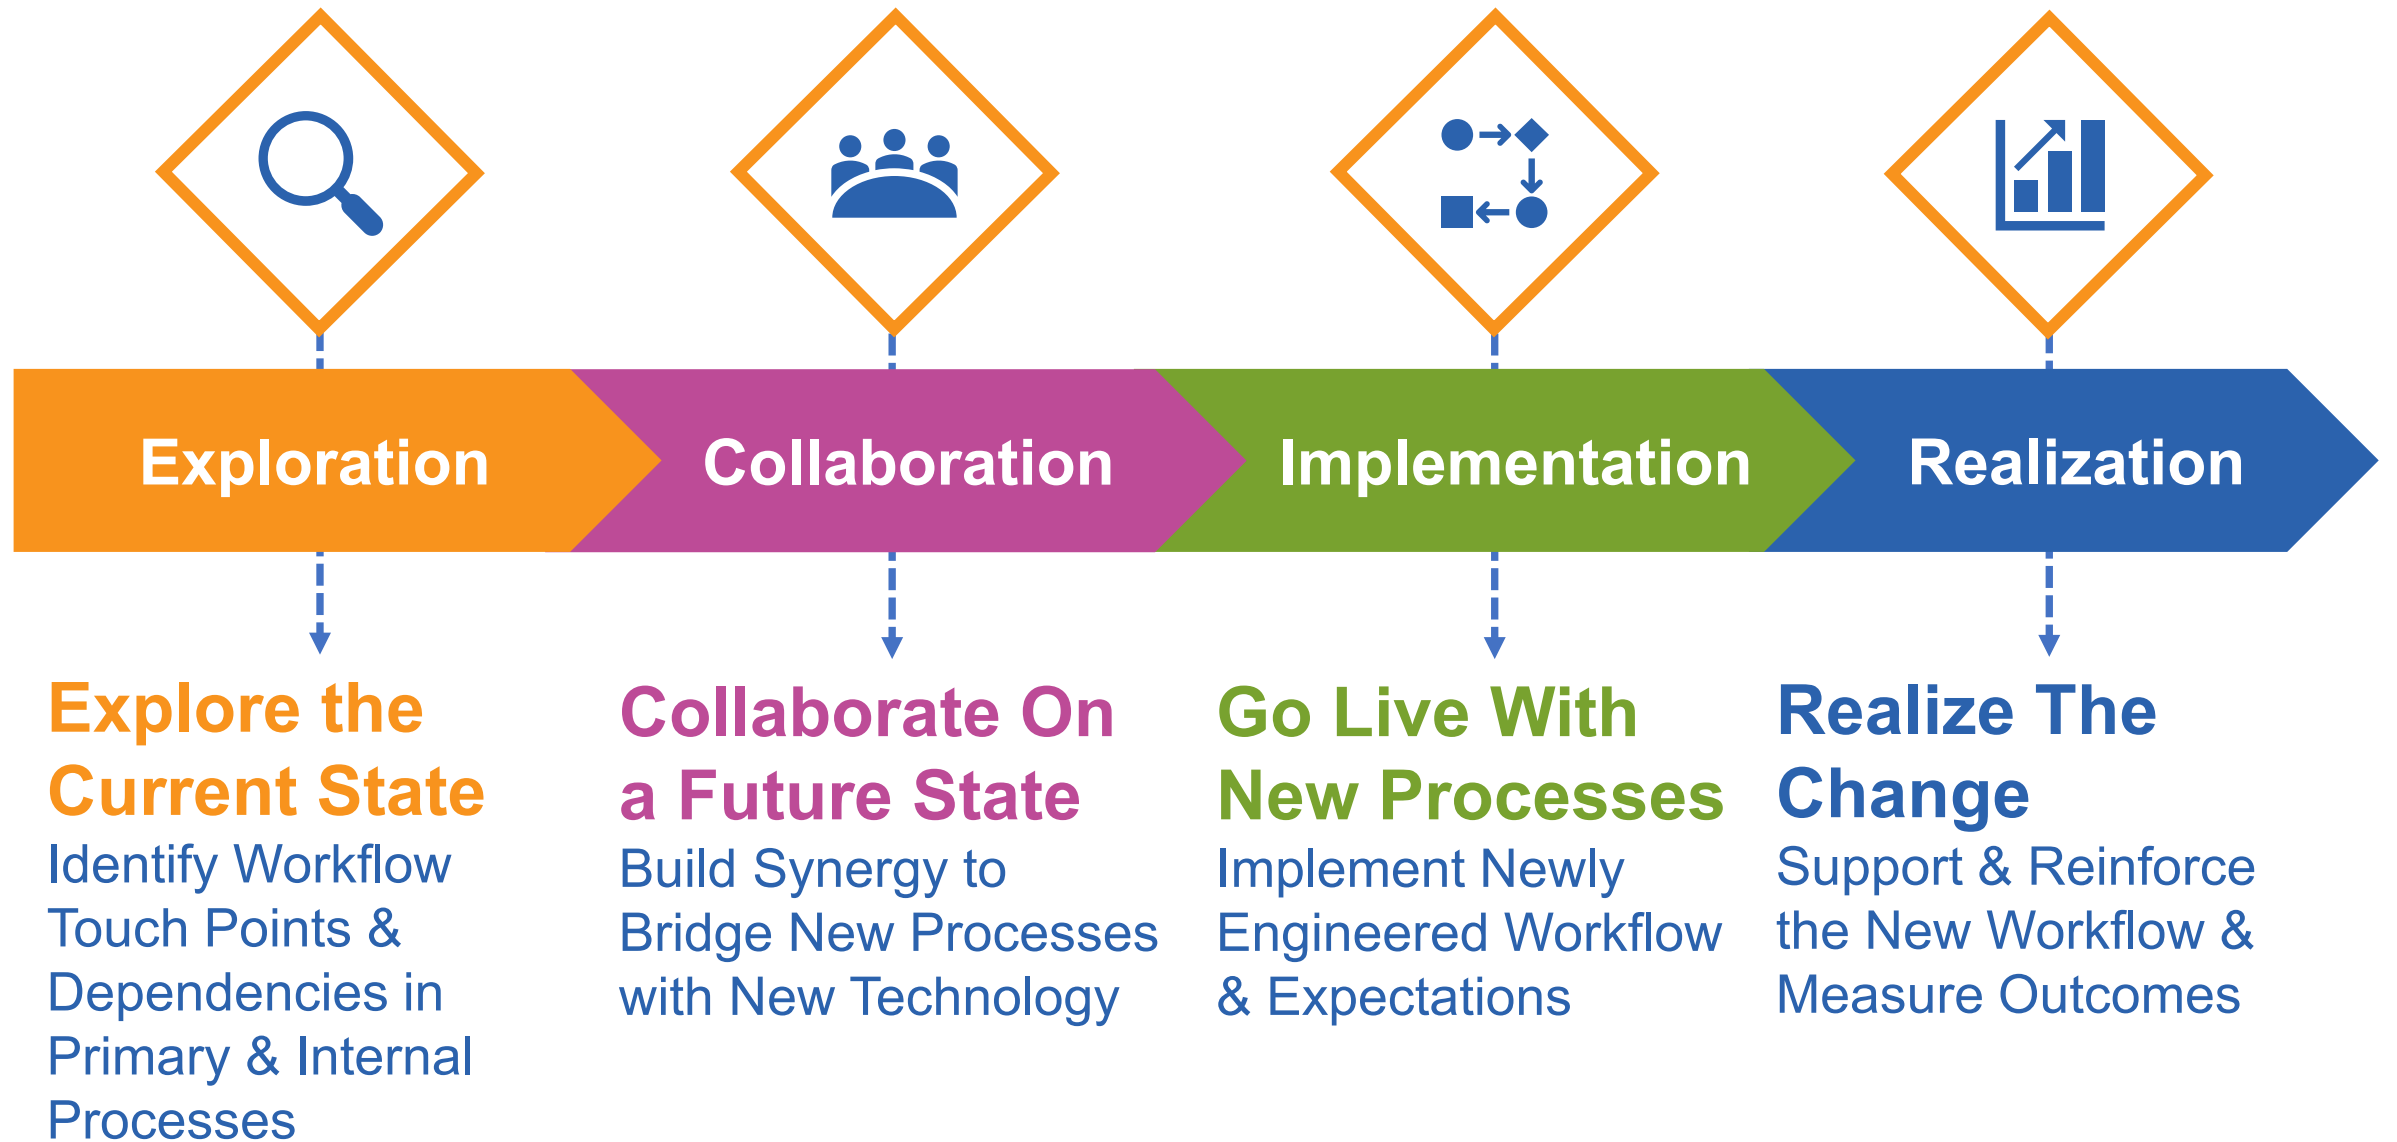 Exploration
Collaboration
Implementation
Realization
Explore the
Current State
Identify Workflow
Touch Points &
Dependencies in
Primary & Internal
Processes
Collaborate On
a Future State
Build Synergy to
Bridge New Processes
with New Technology
Go Live With
New Processes
Implement Newly
Engineered Workflow
& Expectations
Realize The
Change
Support & Reinforce
the New Workflow &
Measure Outcomes